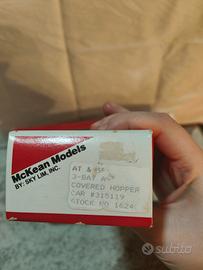 McKean Models
BY: SKY LIM, INC.
AT & SF
3-BAY A
COVERED HOPPER
CAR #315119
STOCK NO 1624
subito